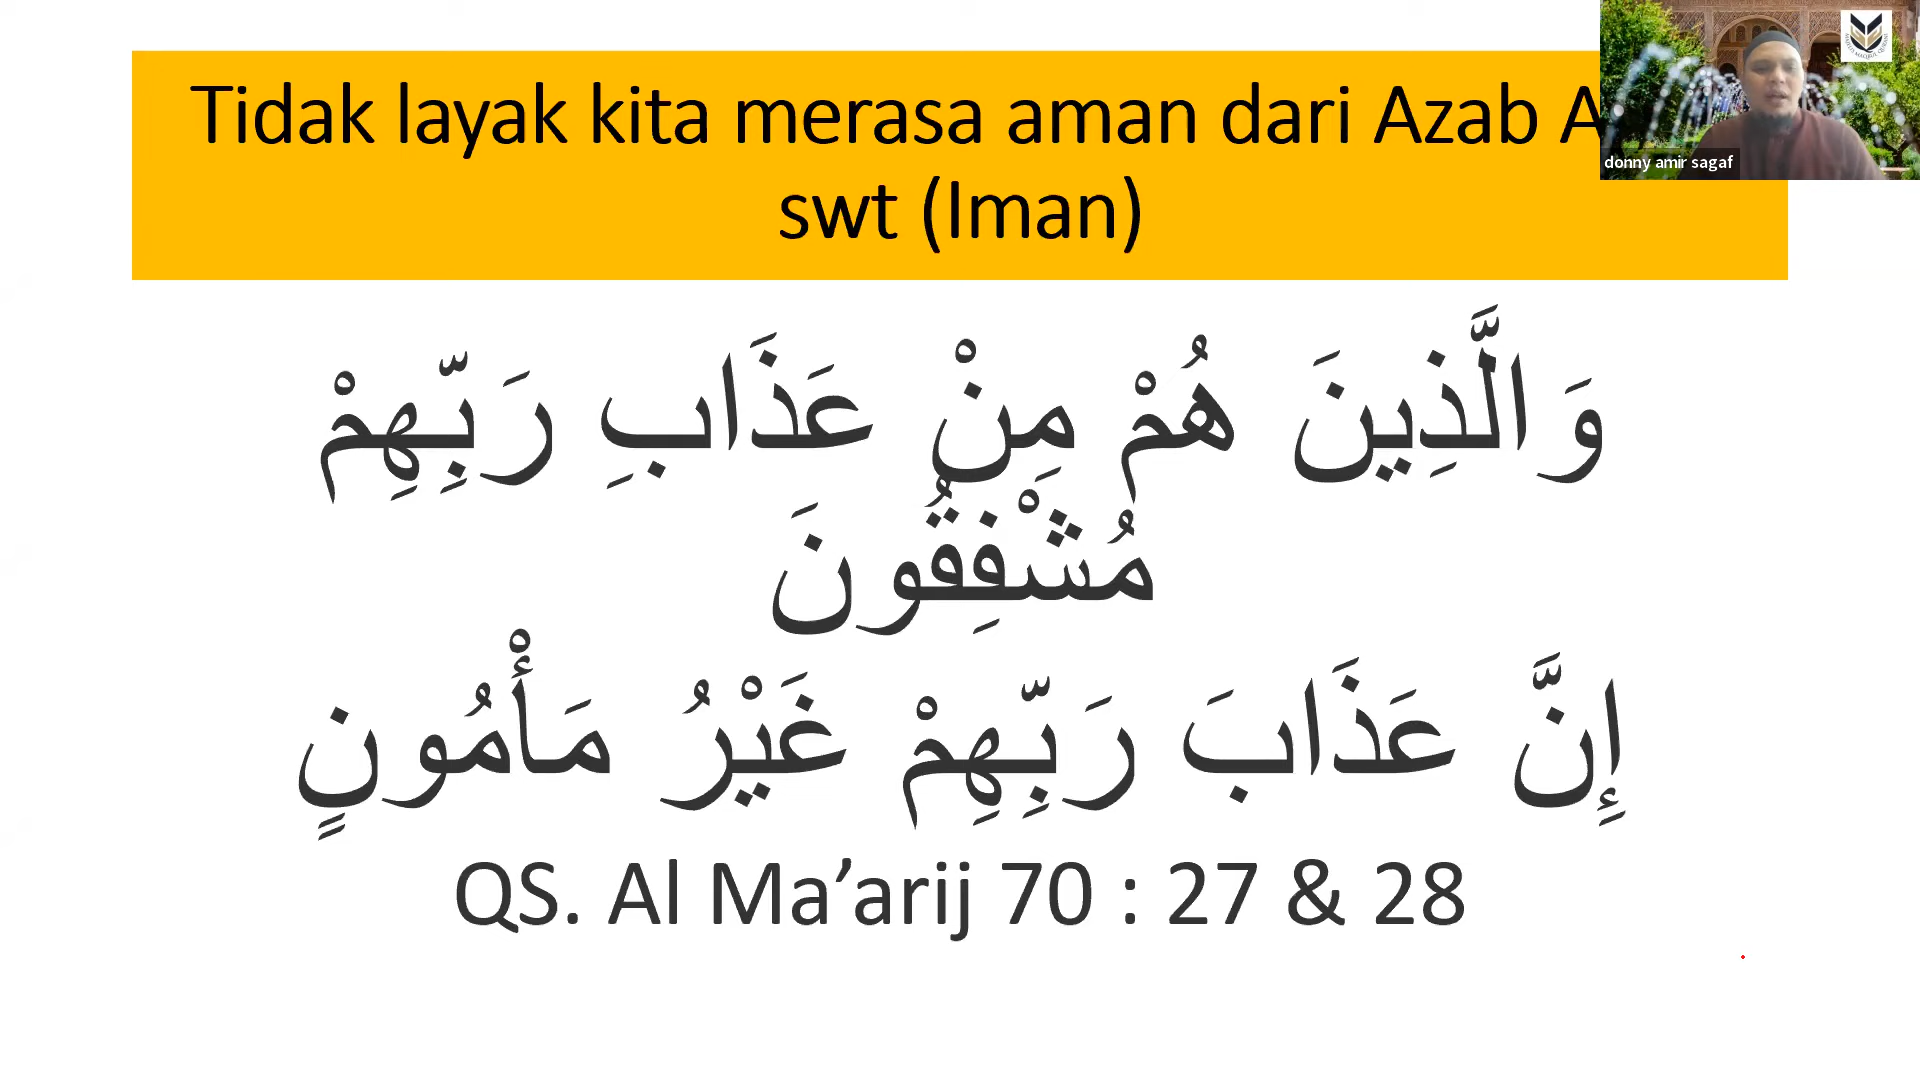 Tidak layak kita merasa aman dari Azab A
swt (Iman)
donny amir sagaf
وَالَّذِينَ هُمْ مِنْ عَذَابِ رَبِّهِمْ
مُشْفِقُونَ
إِنَّ عَذَابَ رَبِّهِمْ غَيْرُ مَأْمُونٍ
QS. Al Ma’arij 70 : 27 & 28